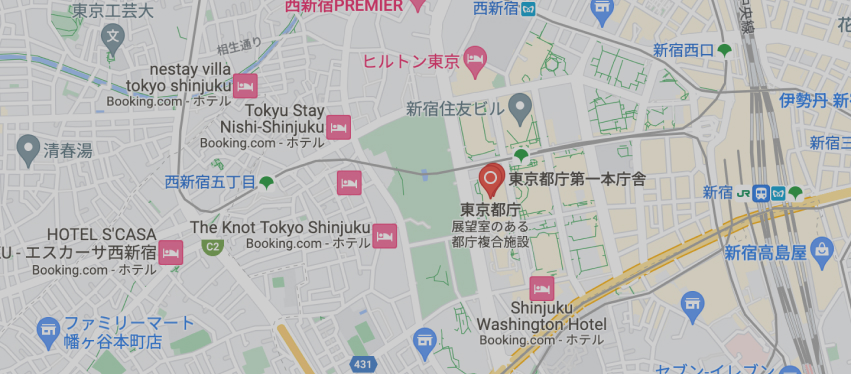 東京工芸大
西新宿PREMIER
西新宿
相生り
ヒルトン東京
新宿西口
nestay villa
tokyo shinjuku
Booking.com - ホテル
Tokyu Stay
Nishi-Shinjuku
Booking.com - ホテル
新宿住友ビル
伊勢丹 新
清春湯
新宿三
西新宿五丁目
東京都庁第一本庁舎
新宿
JR
東京都庁
展望室のある
都庁複合施設
HOTEL S'CASA
KU - エスカーサ西新宿
Booking.com - ホテル
The Knot Tokyo Shinjuku
Booking.com - ホテル
C2
新宿高島屋
Shinjuku
Washington Hotel
Booking.com - ホテル
ファミリーマート
幡ヶ谷本町店
431
セブン-イレブン